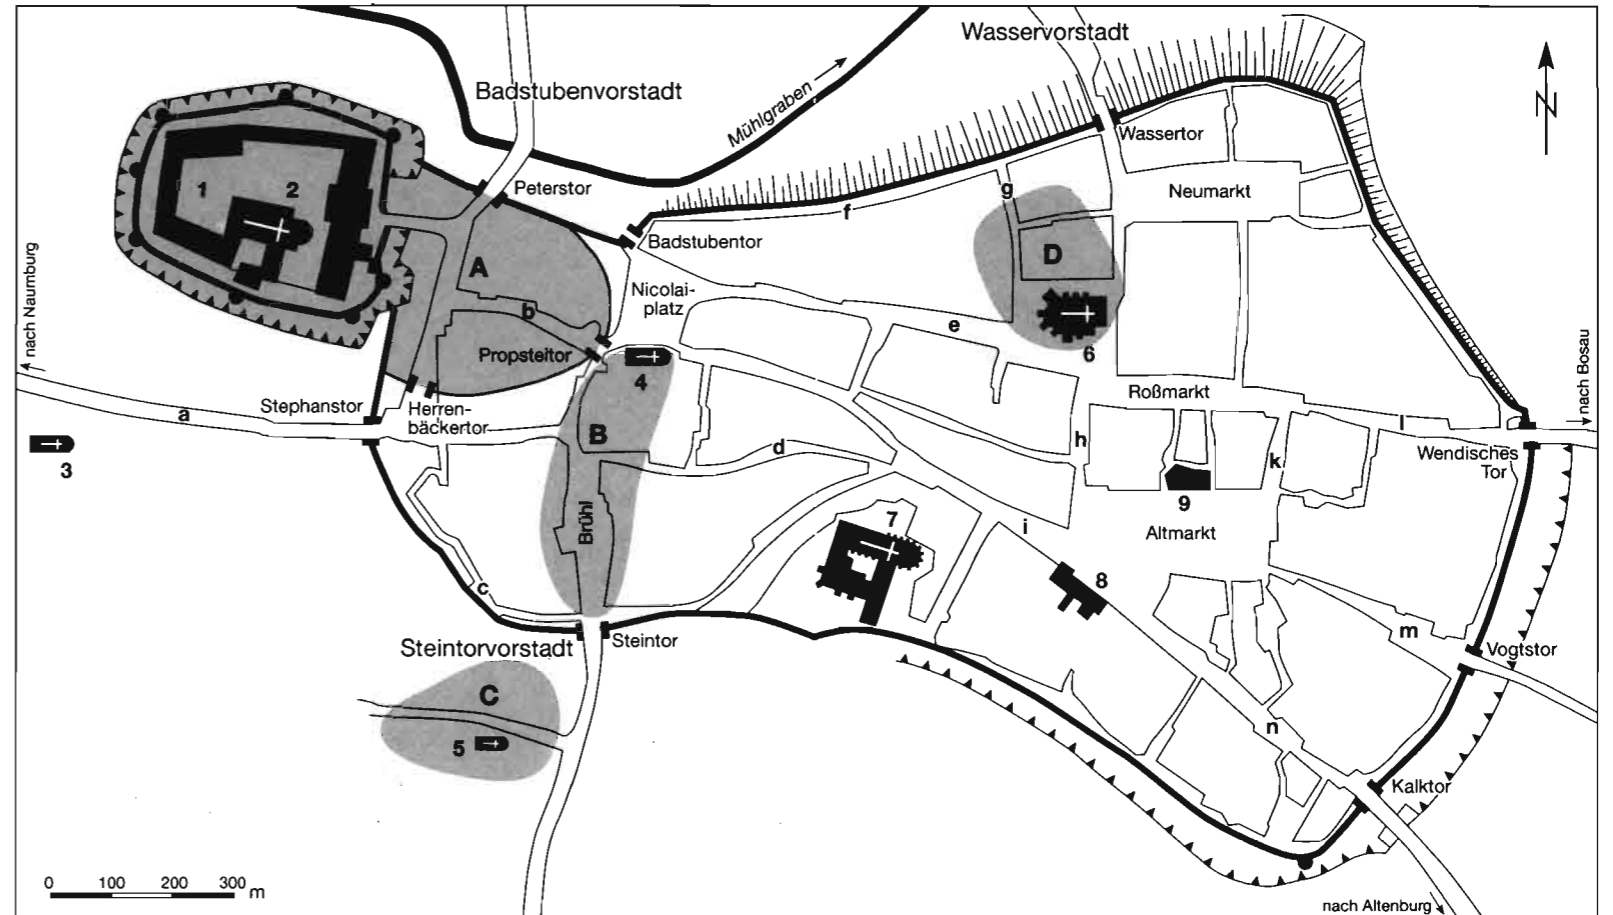 Wasservorstadt
Badstubenvorstadt
Mühlgraben
N
Wassertor
1
2
Peterstor
g
Neumarkt
f
Badstubentor
D
nach Naumburg
A
Nicolai-
platz
b
e
6
Propsteitor
4
Roßmarkt
nach Bosau
a
Stephanstor
Herren-
bäckertor
B
d
h
k
l
Wendisches
Tor
3
9
Brühl
7
i
Altmarkt
8
c
m
Steintor
Vogtstor
Steintorvorstadt
C
5
n
Kalktor
0 100 200 300 m
nach Altenburg